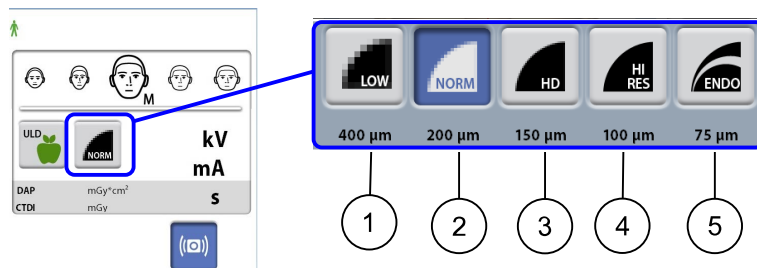 M
ULD
NORM
kV
mA
DAP mGy*cm²
CTDI mGy
s
LOW
NORM
HD
HI
RES
ENDO
400 µm 200 µm 150 µm 100 µm 75 µm
1 2 3 4 5